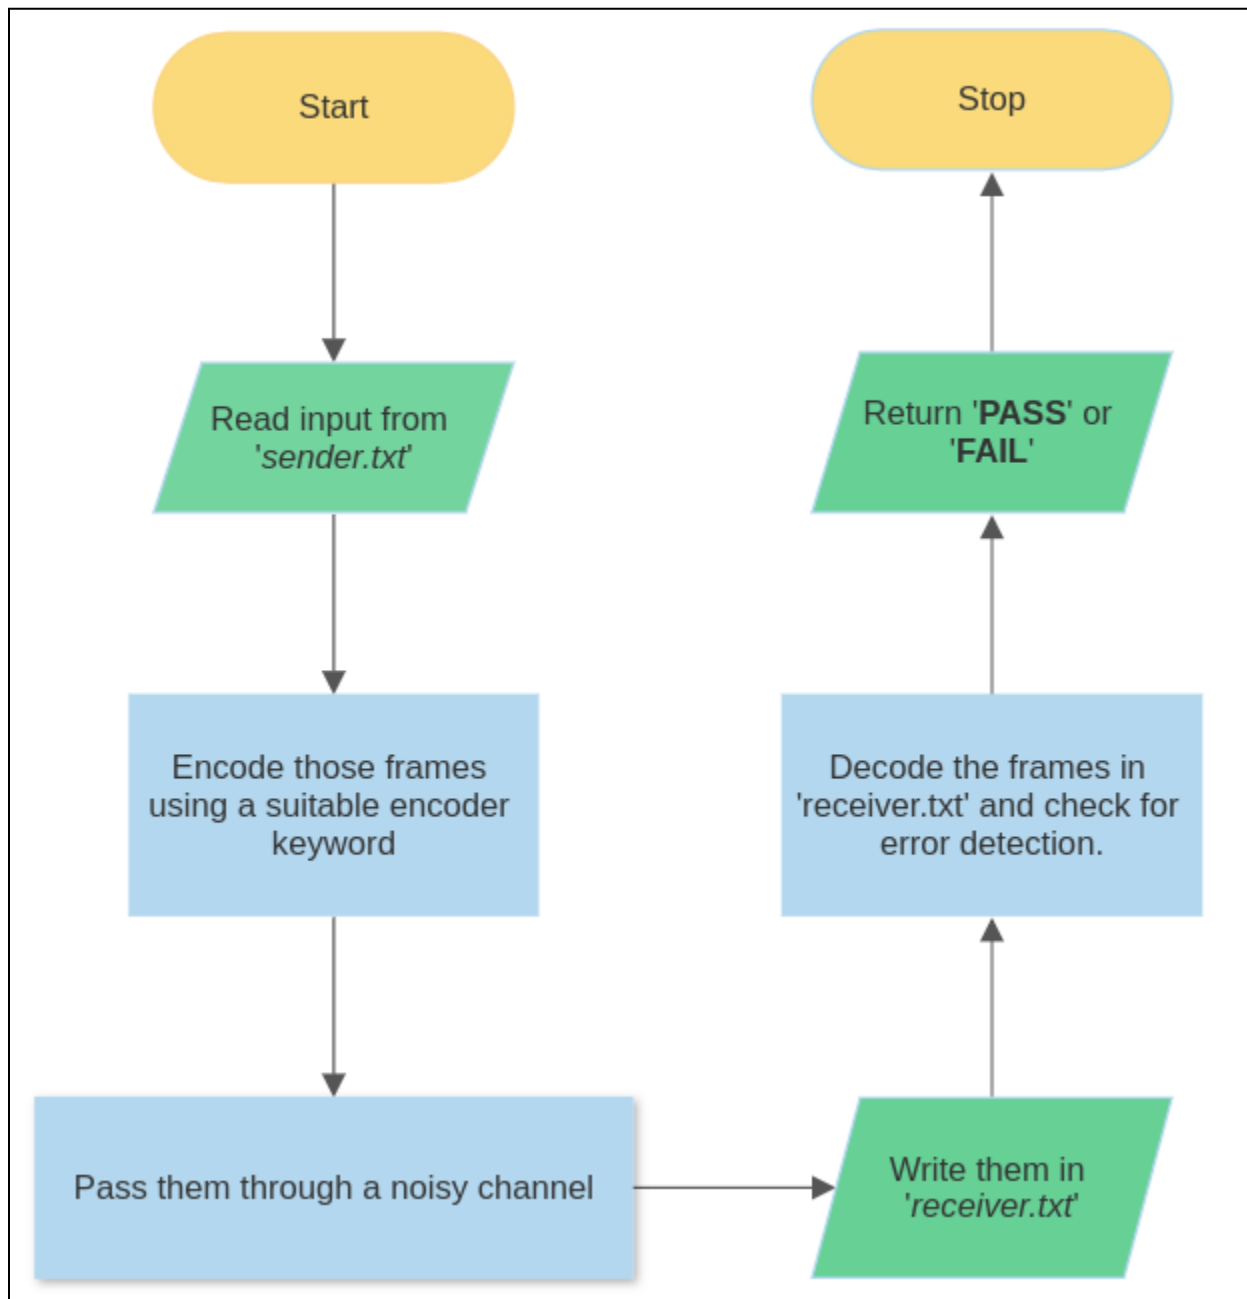 Start
Read input from
'sender.txt'
Encode those frames
using a suitable encoder
keyword
Pass them through a noisy channel
Write them in
'receiver.txt'
Decode the frames in
'receiver.txt' and check for
error detection.
Return 'PASS' or
'FAIL'
Stop